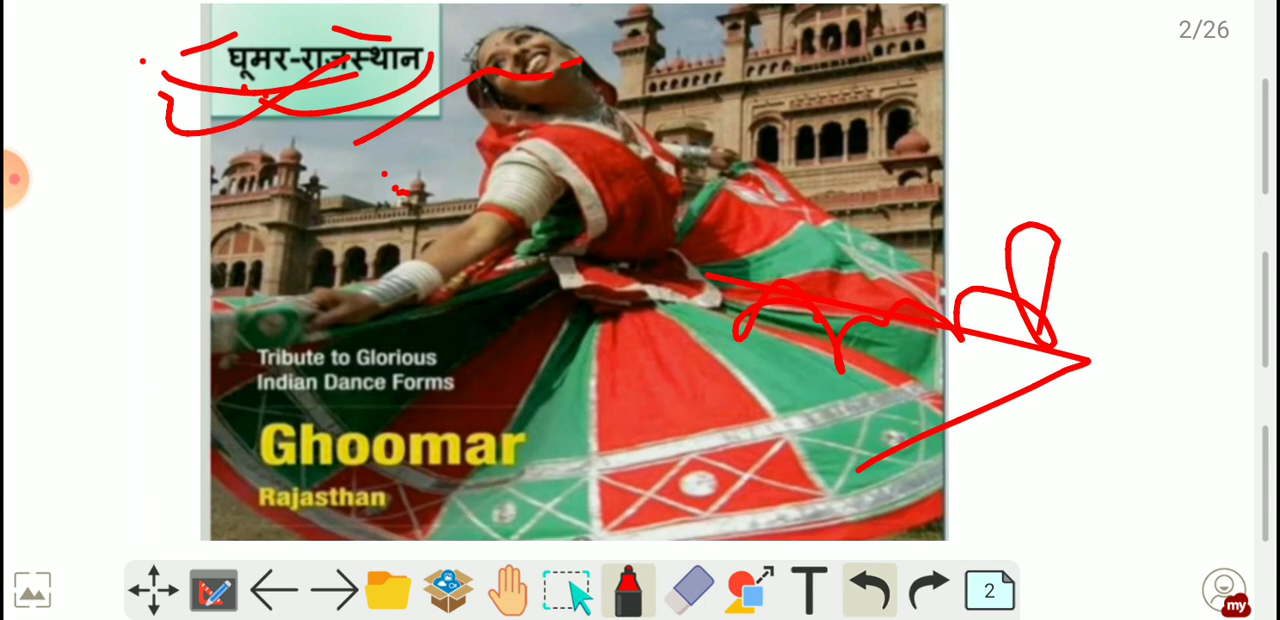 2/26
घूमर-राजस्थान
Tribute to Glorious
Indian Dance Forms
Ghoomar
Rajasthan
T
2
my